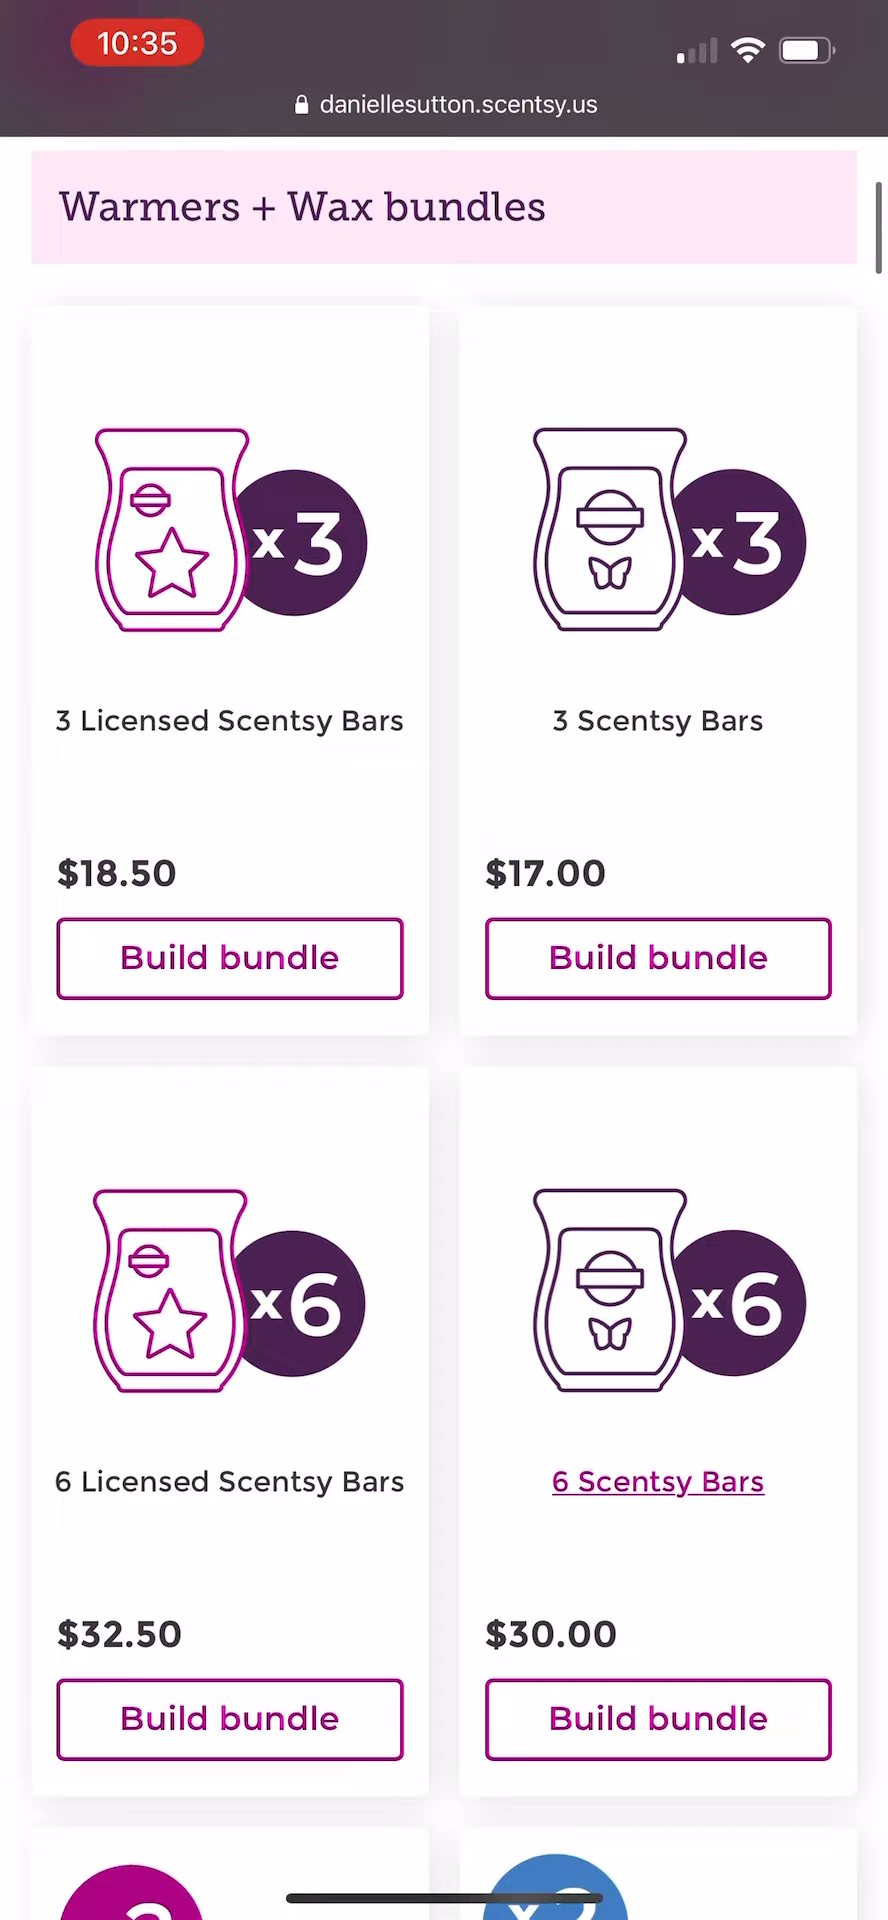 10:35
daniellesutton.scentsy.us
Warmers + Wax bundles
x3
x3
3 Licensed Scentsy Bars
3 Scentsy Bars
$18.50
$17.00
Build bundle
Build bundle
x6
x6
6 Licensed Scentsy Bars
6 Scentsy Bars
$32.50
$30.00
Build bundle
Build bundle